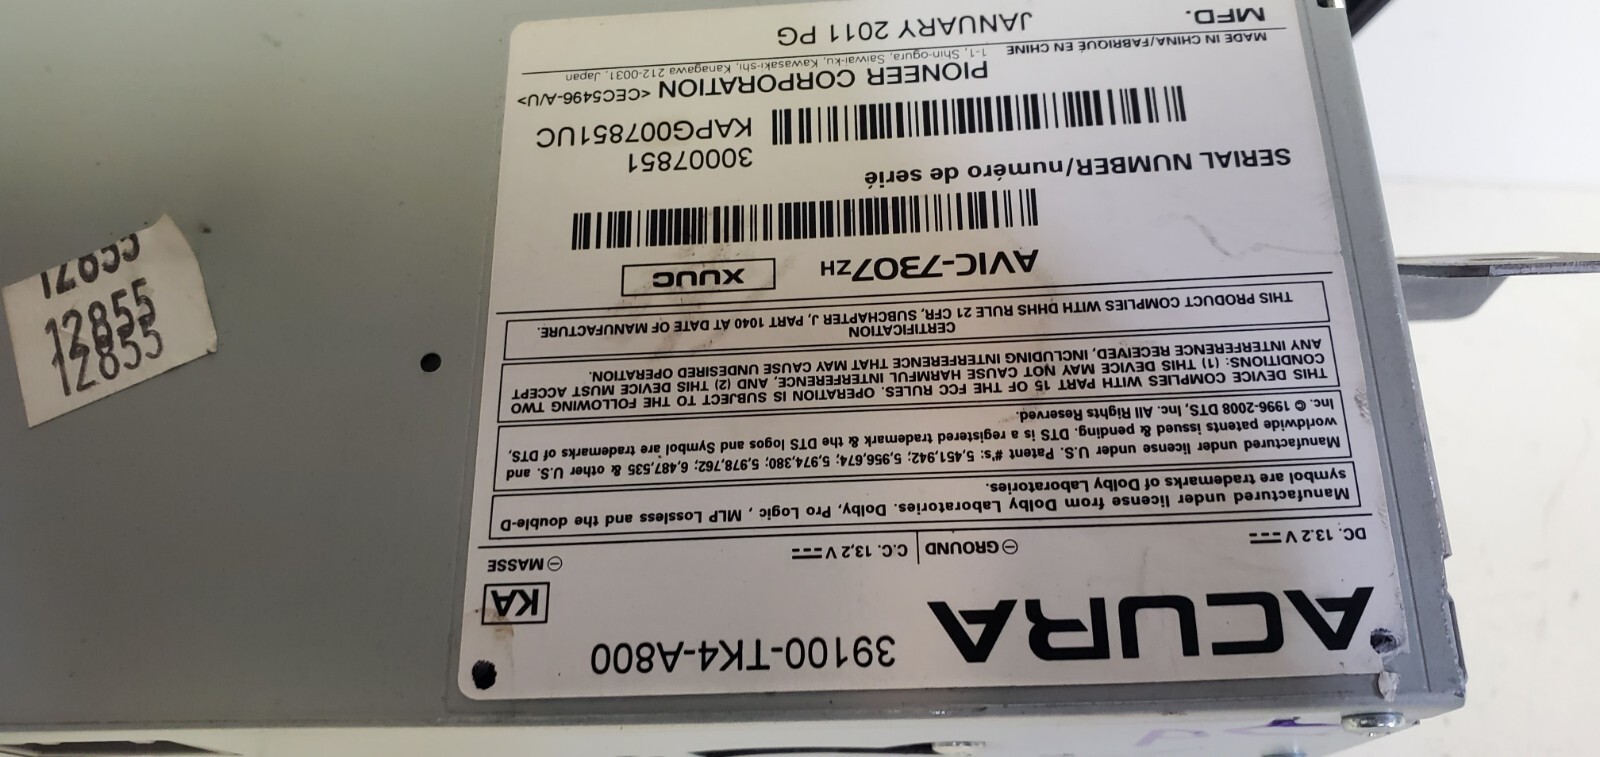 ACURA 39100-TK4-A800 KA
DC. 13.2 V ⊖ GROUND C.C. 13,2 V ⊖ MASSE
Manufactured under license from Dolby Laboratories. Dolby, Pro Logic , MLP Lossless and the double-D
symbol are trademarks of Dolby Laboratories.
Manufactured under license under U.S. Patent #'s: 5,451,942; 5,956,674; 5,974,380; 5,978,762; 6,487,535 & other U.S. and
worldwide patents issued & pending. DTS is a registered trademark & the DTS logos and Symbol are trademarks of DTS,
Inc. © 1996-2008 DTS, Inc. All Rights Reserved.
THIS DEVICE COMPLIES WITH PART 15 OF THE FCC RULES. OPERATION IS SUBJECT TO THE FOLLOWING TWO
CONDITIONS: (1) THIS DEVICE MAY NOT CAUSE HARMFUL INTERFERENCE, AND (2) THIS DEVICE MUST ACCEPT
ANY INTERFERENCE RECEIVED, INCLUDING INTERFERENCE THAT MAY CAUSE UNDESIRED OPERATION.
CERTIFICATION
THIS PRODUCT COMPLIES WITH DHHS RULE 21 CFR, SUBCHAPTER J, PART 1040 AT DATE OF MANUFACTURE.
AVIC-7307ZH XUUC
SERIAL NUMBER/numéro de serié
30007851
KAPG007851UC
PIONEER CORPORATION <CEC5496-A/U>
1-1, Shin-ogura, Saiwai-ku, Kawasaki-shi, Kanagawa 212-0031, Japan
MADE IN CHINA/FABRIQUÉ EN CHINE
MFD. JANUARY 2011 PG
12855
12855
12855